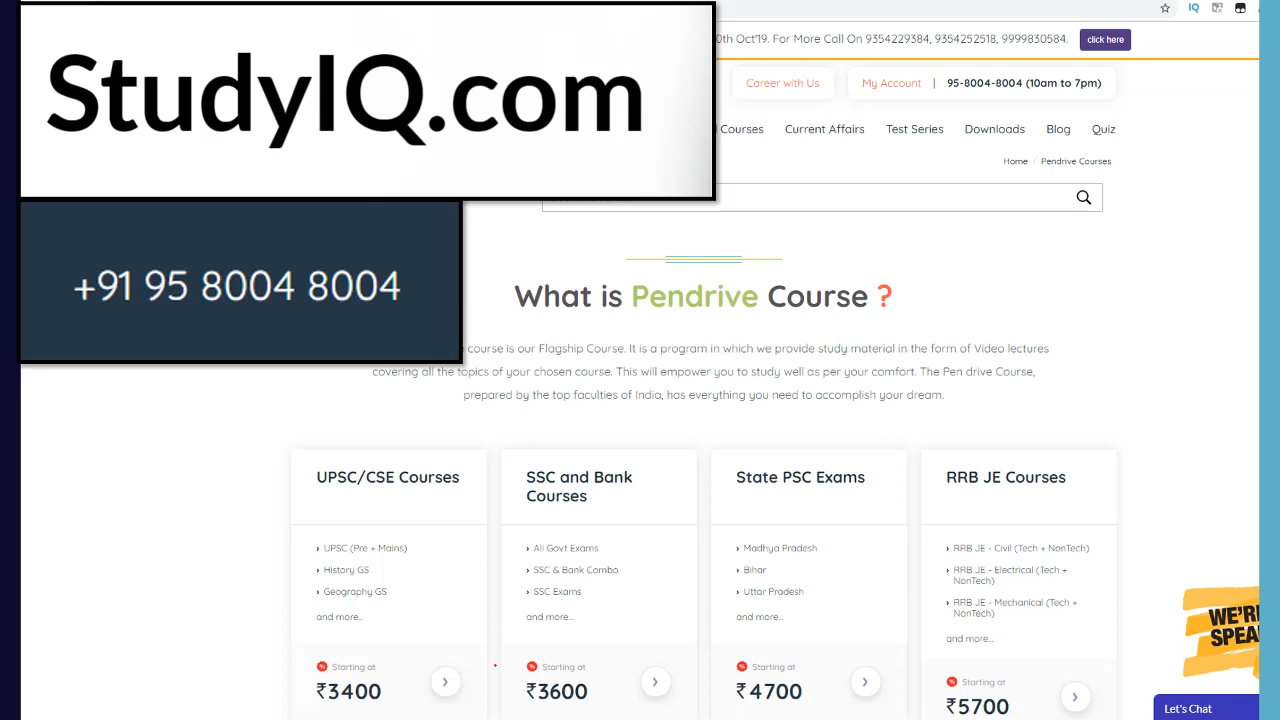 StudyIQ.com
0th Oct'19. For More Call On 9354229384, 9354252518, 9999830584. click here
Career with Us My Account | 95-8004-8004 (10am to 7pm)
Courses Current Affairs Test Series Downloads Blog Quiz
Home / Pendrive Courses
+91 95 8004 8004
What is Pendrive Course ?
course is our Flagship Course. It is a program in which we provide study material in the form of Video lectures
covering all the topics of your chosen course. This will empower you to study well as per your comfort. The Pen drive Course,
prepared by the top faculties of India, has everything you need to accomplish your dream.
UPSC/CSE Courses
› UPSC (Pre + Mains)
› History GS
› Geography GS
and more...
% Starting at
₹3400
SSC and Bank
Courses
› All Govt Exams
› SSC & Bank Combo
› SSC Exams
and more...
% Starting at
₹3600
State PSC Exams
› Madhya Pradesh
› Bihar
› Uttar Pradesh
and more...
% Starting at
₹4700
RRB JE Courses
› RRB JE - Civil (Tech + NonTech)
› RRB JE - Electrical (Tech +
NonTech)
› RRB JE - Mechanical (Tech +
NonTech)
and more...
% Starting at
₹5700
WE'R
SPEA
Let's Chat
IQ